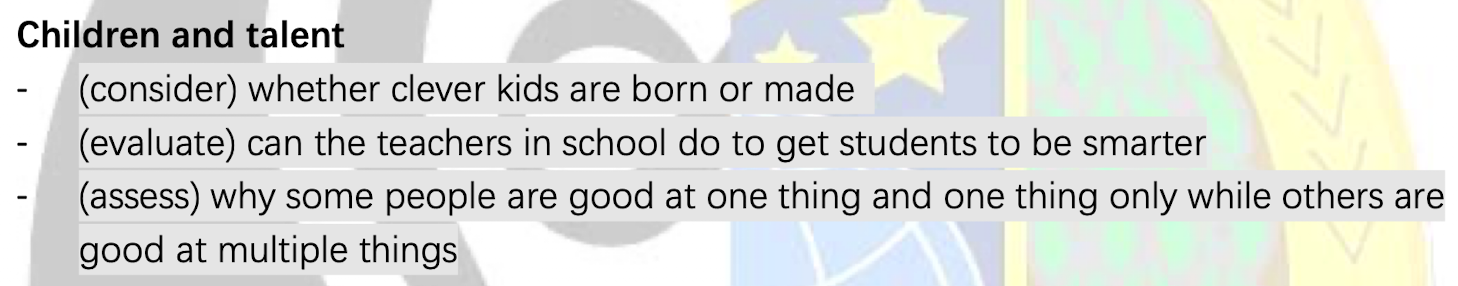 Children and talent
- (consider) whether clever kids are born or made
- (evaluate) can the teachers in school do to get students to be smarter
- (assess) why some people are good at one thing and one thing only while others are
good at multiple things